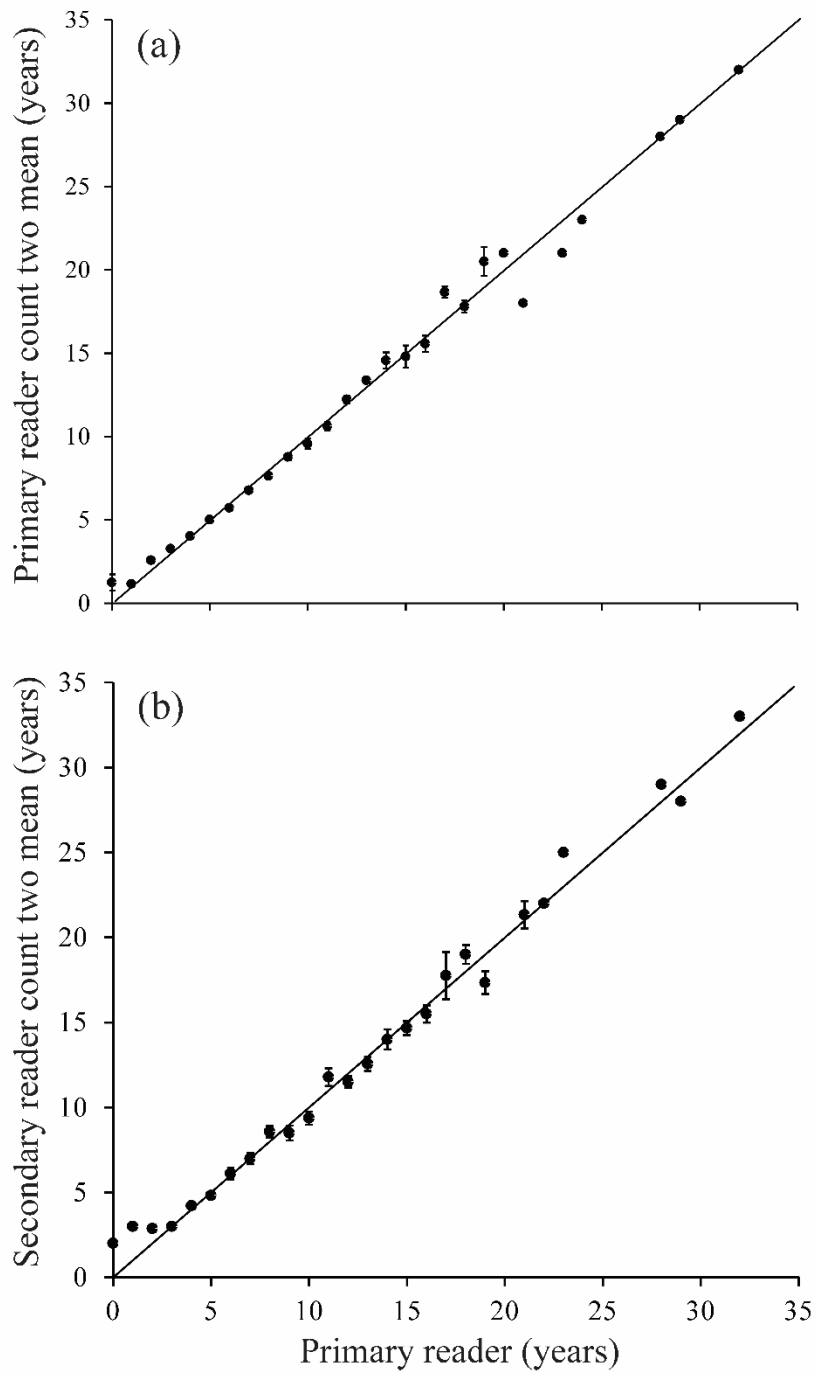 (a)
Primary reader count two mean (years)
35
30
25
20
15
10
5
0
(b)
Secondary reader count two mean (years)
35
30
25
20
15
10
5
0
0 5 10 15 20 25 30 35
Primary reader (years)